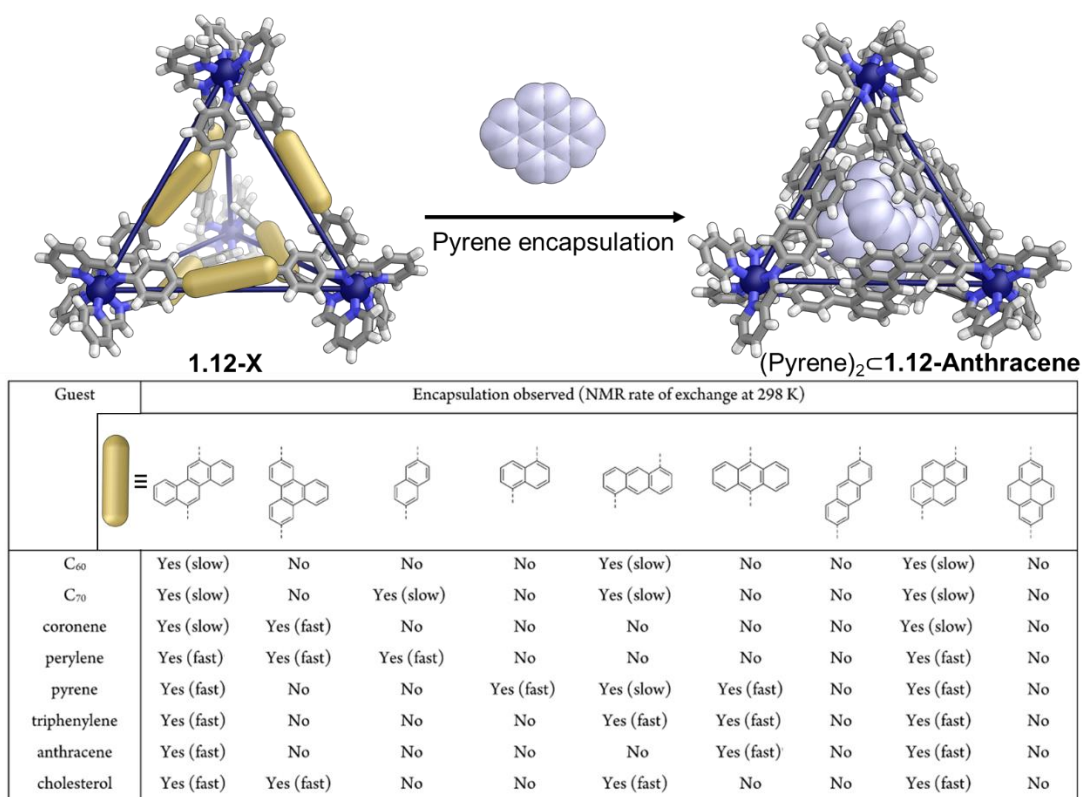 Pyrene encapsulation
1.12-X
(Pyrene)₂⊂1.12-Anthracene
Guest Encapsulation observed (NMR rate of exchange at 298 K)
≡
C₆₀ Yes (slow) No No No Yes (slow) No No Yes (slow) No
C₇₀ Yes (slow) No Yes (slow) No Yes (slow) No No Yes (slow) No
coronene Yes (slow) Yes (fast) No No No No No Yes (slow) No
perylene Yes (fast) Yes (fast) Yes (fast) No No No No Yes (fast) No
pyrene Yes (fast) No No Yes (fast) Yes (slow) Yes (fast) No Yes (fast) No
triphenylene Yes (fast) No No No Yes (fast) Yes (fast) No Yes (fast) No
anthracene Yes (fast) No No No No Yes (fast) No Yes (fast) No
cholesterol Yes (fast) Yes (fast) No No Yes (fast) No No Yes (fast) No